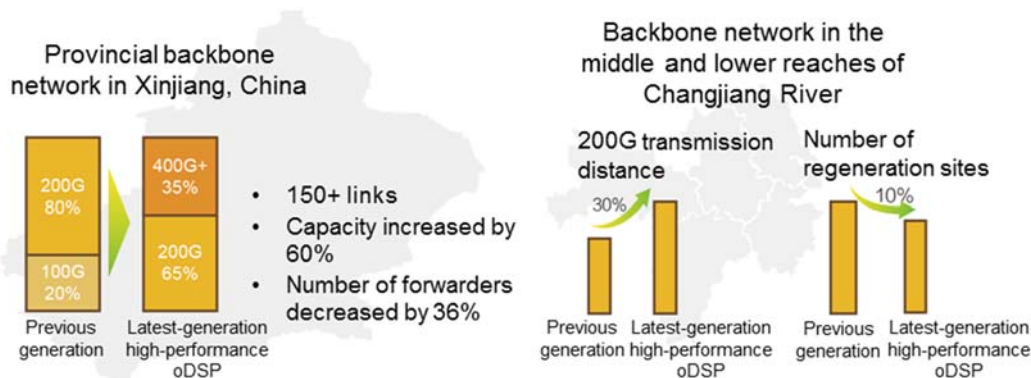 Provincial backbone
network in Xinjiang, China
200G
80%
100G
20%
400G+
35%
200G
65%
Previous
generation
Latest-generation
high-performance
oDSP
• 150+ links
• Capacity increased by
60%
• Number of forwarders
decreased by 36%
Backbone network in the
middle and lower reaches of
Changjiang River
200G transmission
distance
30%
Previous
generation
Latest-generation
high-performance
oDSP
Number of
regeneration sites
10%
Previous
generation
Latest-generation
high-performance
oDSP